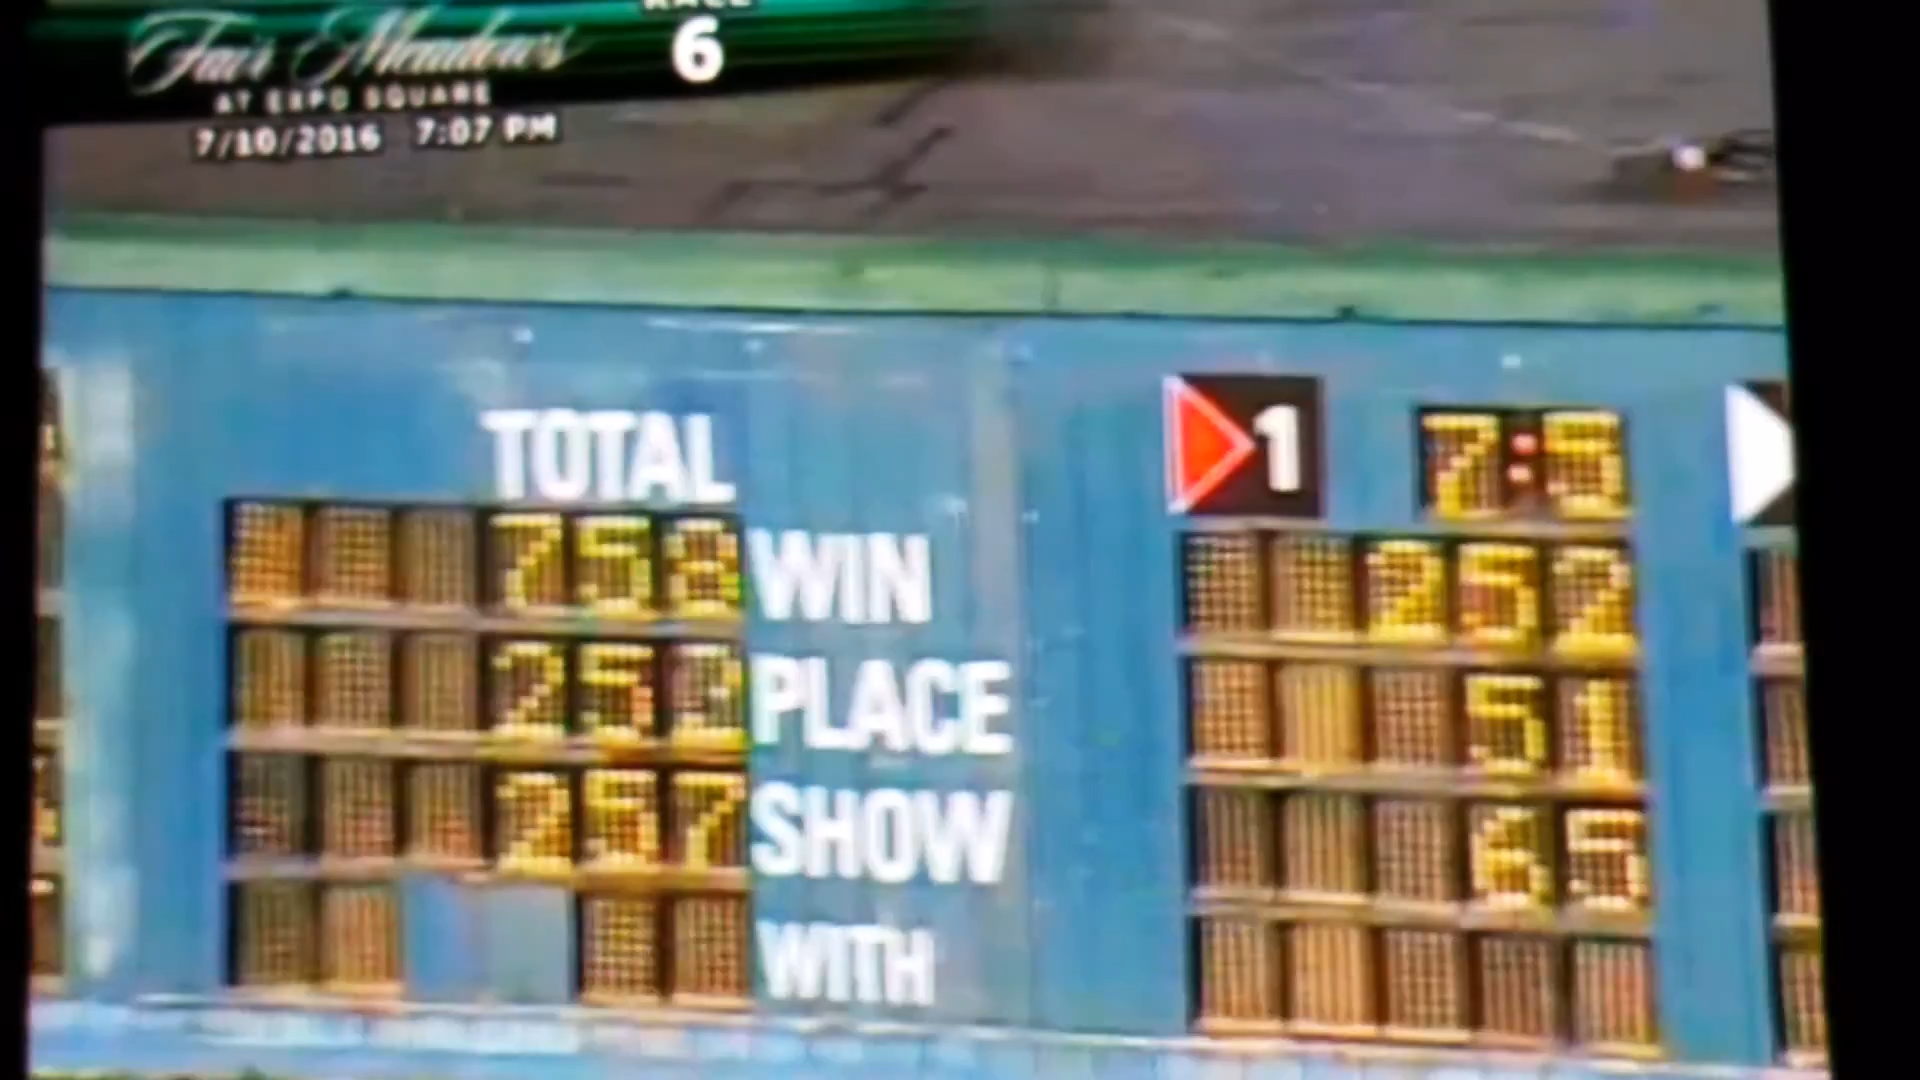 RACE
Fair Meadows 6
AT EXPO SQUARE
7/10/2016 7:07 PM
TOTAL 1 7:5
758 WIN 252
PLACE 51
257 SHOW 65
WITH